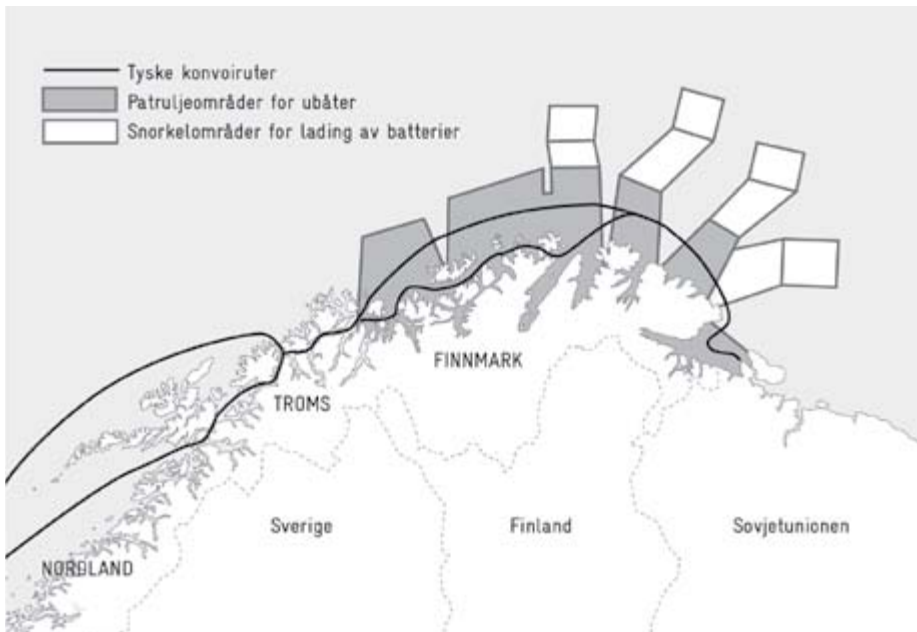 Tyske konvoiruter
Patruljeområder for ubåter
Snorkelområder for lading av batterier
FINNMARK
TROMS
Sverige
Finland
Sovjetunionen
NORDLAND